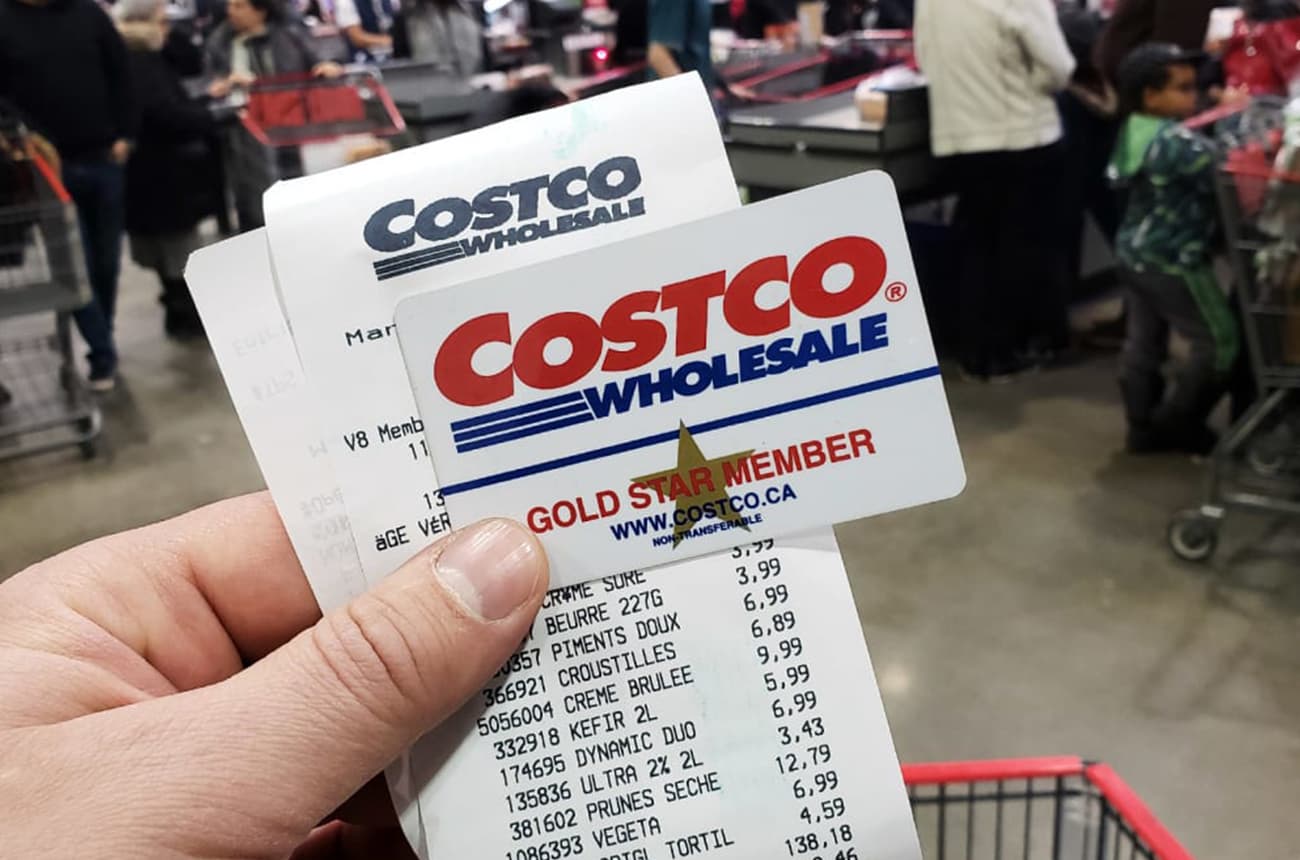 COSTCO
WHOLESALE
Mar
V8 Memb
11
13
äGE VÉR
COSTCO®
WHOLESALE
GOLD STAR MEMBER
WWW.COSTCO.CA
NON-TRANSFERABLE
CR¥ME SURE 3,99
BEURRE 227G 3,99
0357 PIMENTS DOUX 6,99
366921 CROUSTILLES 6,89
5056004 CREME BRULEE 9,99
332918 KEFIR 2L 5,99
174695 DYNAMIC DUO 6,99
135836 ULTRA 2% 2L 3,43
381602 PRUNES SECHE 12,79
1086393 VEGETA 6,99
TORTIL 4,59
138,18